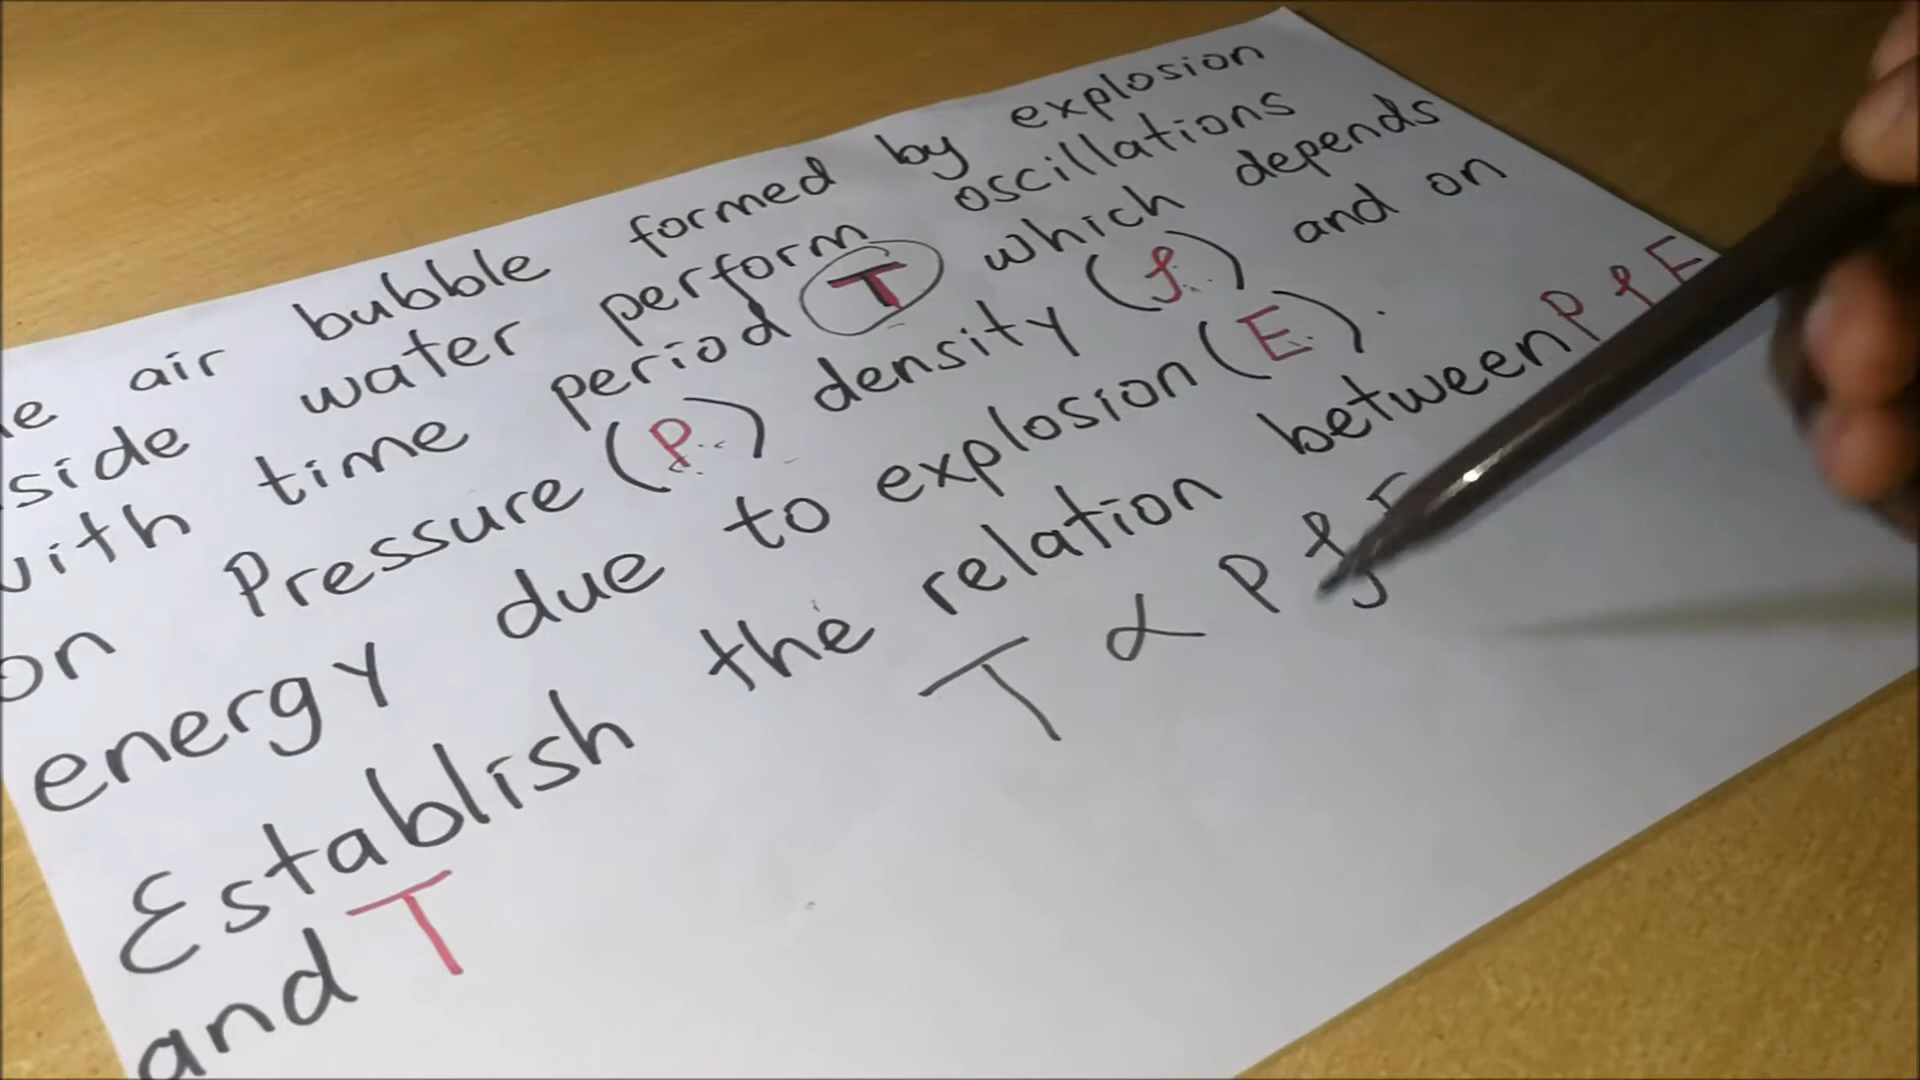 air bubble formed by explosion
side water perform oscillations
with time period T which depends
on Pressure (P) density (ρ) and on
energy due to explosion (E).
Establish the relation between P ρ E
and T
T ∝ P ρ E